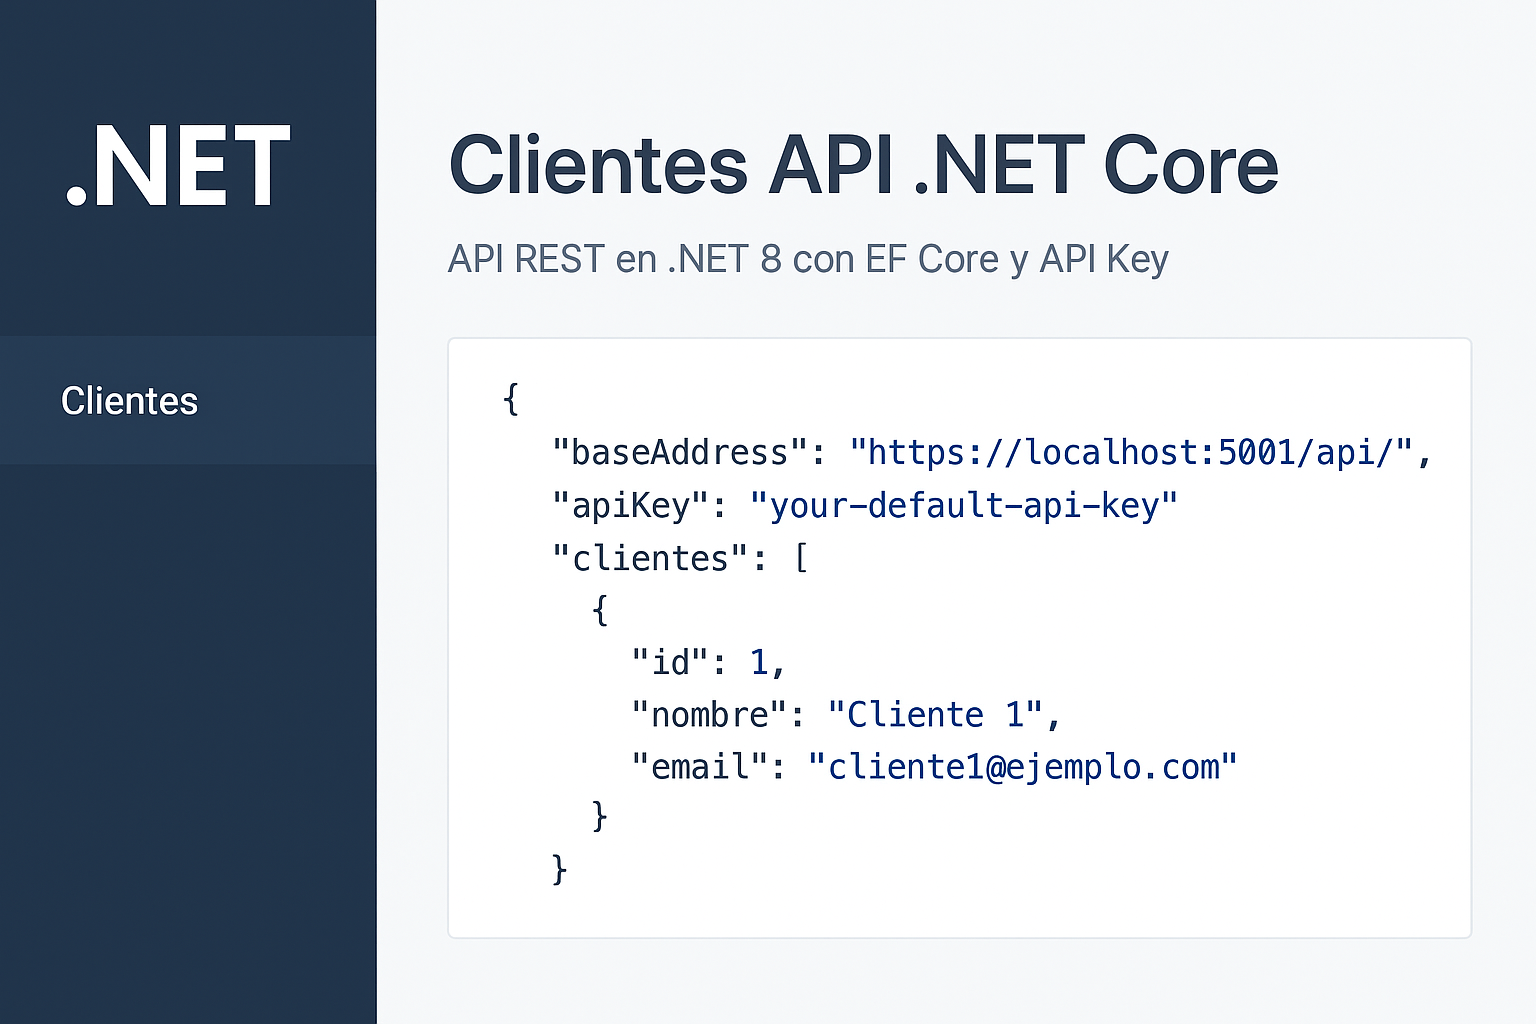 .NET
Clientes
Clientes API .NET Core
API REST en .NET 8 con EF Core y API Key
{
"baseAddress": "https://localhost:5001/api/",
"apiKey": "your-default-api-key"
"clientes": [
{
"id": 1,
"nombre": "Cliente 1",
"email": "cliente1@ejemplo.com"
}
}